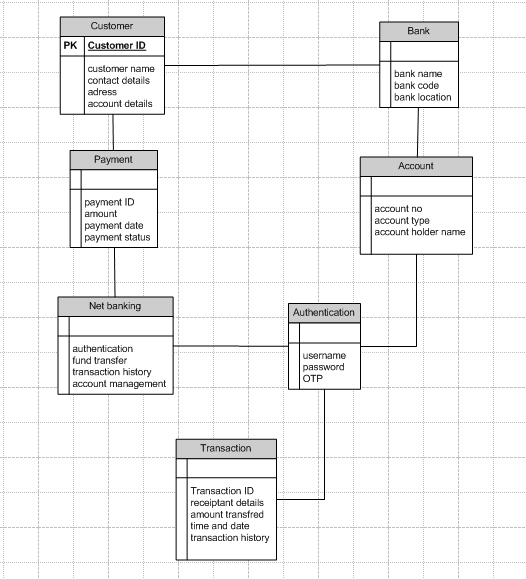 Customer
PK Customer ID
customer name
contact details
adress
account details
Bank
bank name
bank code
bank location
Payment
payment ID
amount
payment date
payment status
Account
account no
account type
account holder name
Net banking
authentication
fund transfer
transaction history
account management
Authentication
username
password
OTP
Transaction
Transaction ID
receiptant details
amount transfred
time and date
transaction history